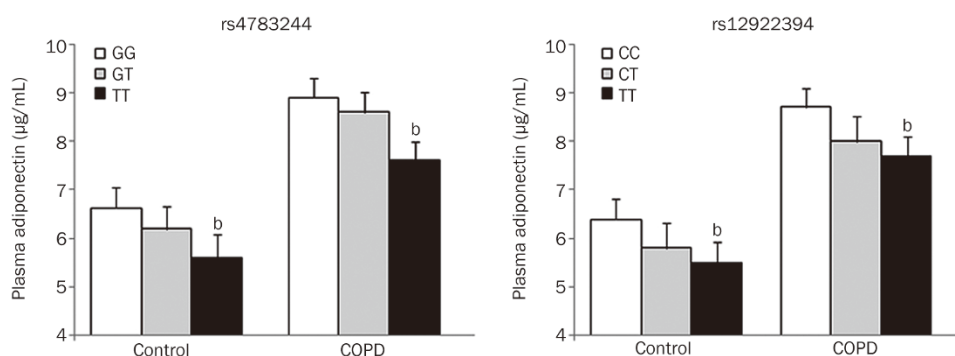 rs4783244
Plasma adiponectin (µg/mL)
10
9
8
7
6
5
4
GG
GT
TT
b
b
Control
COPD
rs12922394
Plasma adiponectin (µg/mL)
10
9
8
7
6
5
4
CC
CT
TT
b
b
Control
COPD